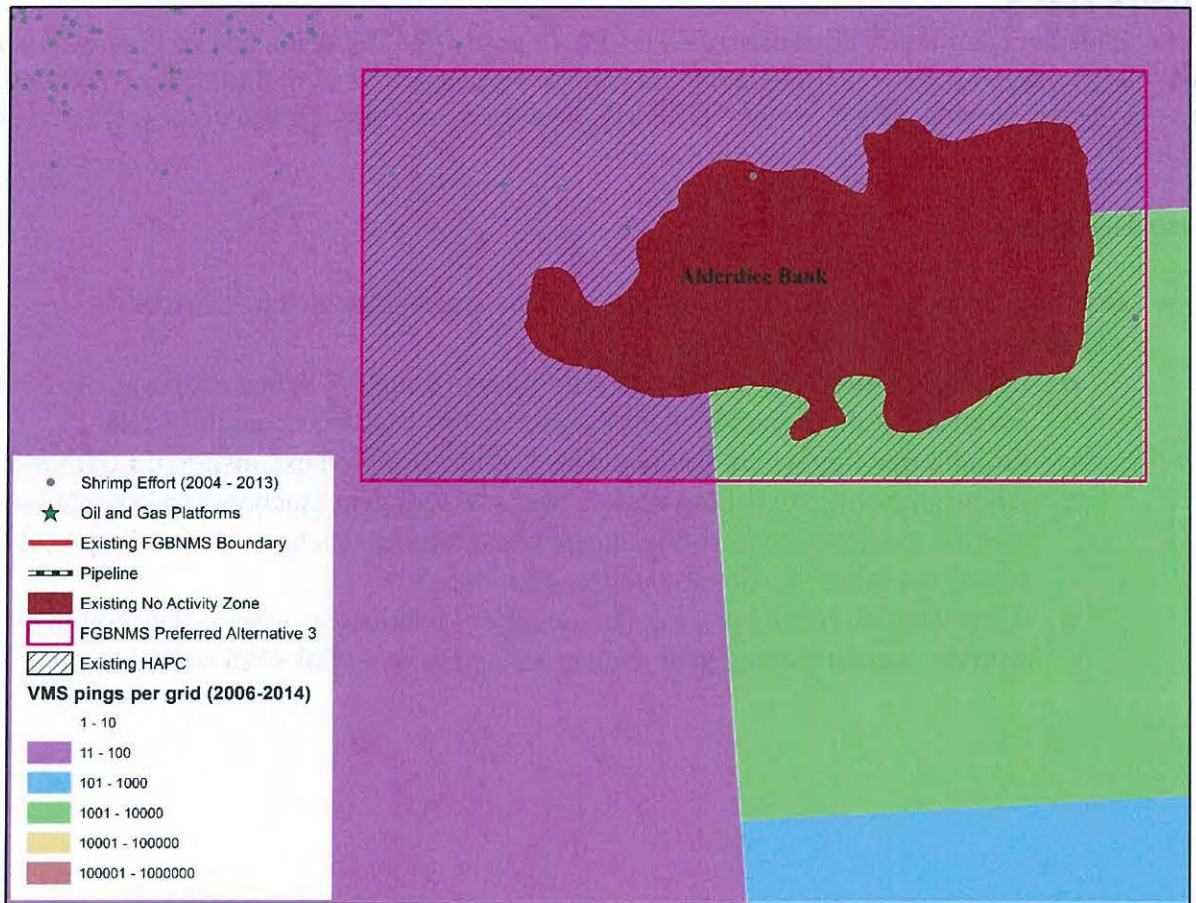 Alderdice Bank
Shrimp Effort (2004 - 2013)
Oil and Gas Platforms
Existing FGBNMS Boundary
Pipeline
Existing No Activity Zone
FGBNMS Preferred Alternative 3
Existing HAPC
VMS pings per grid (2006-2014)
1 - 10
11 - 100
101 - 1000
1001 - 10000
10001 - 100000
100001 - 1000000